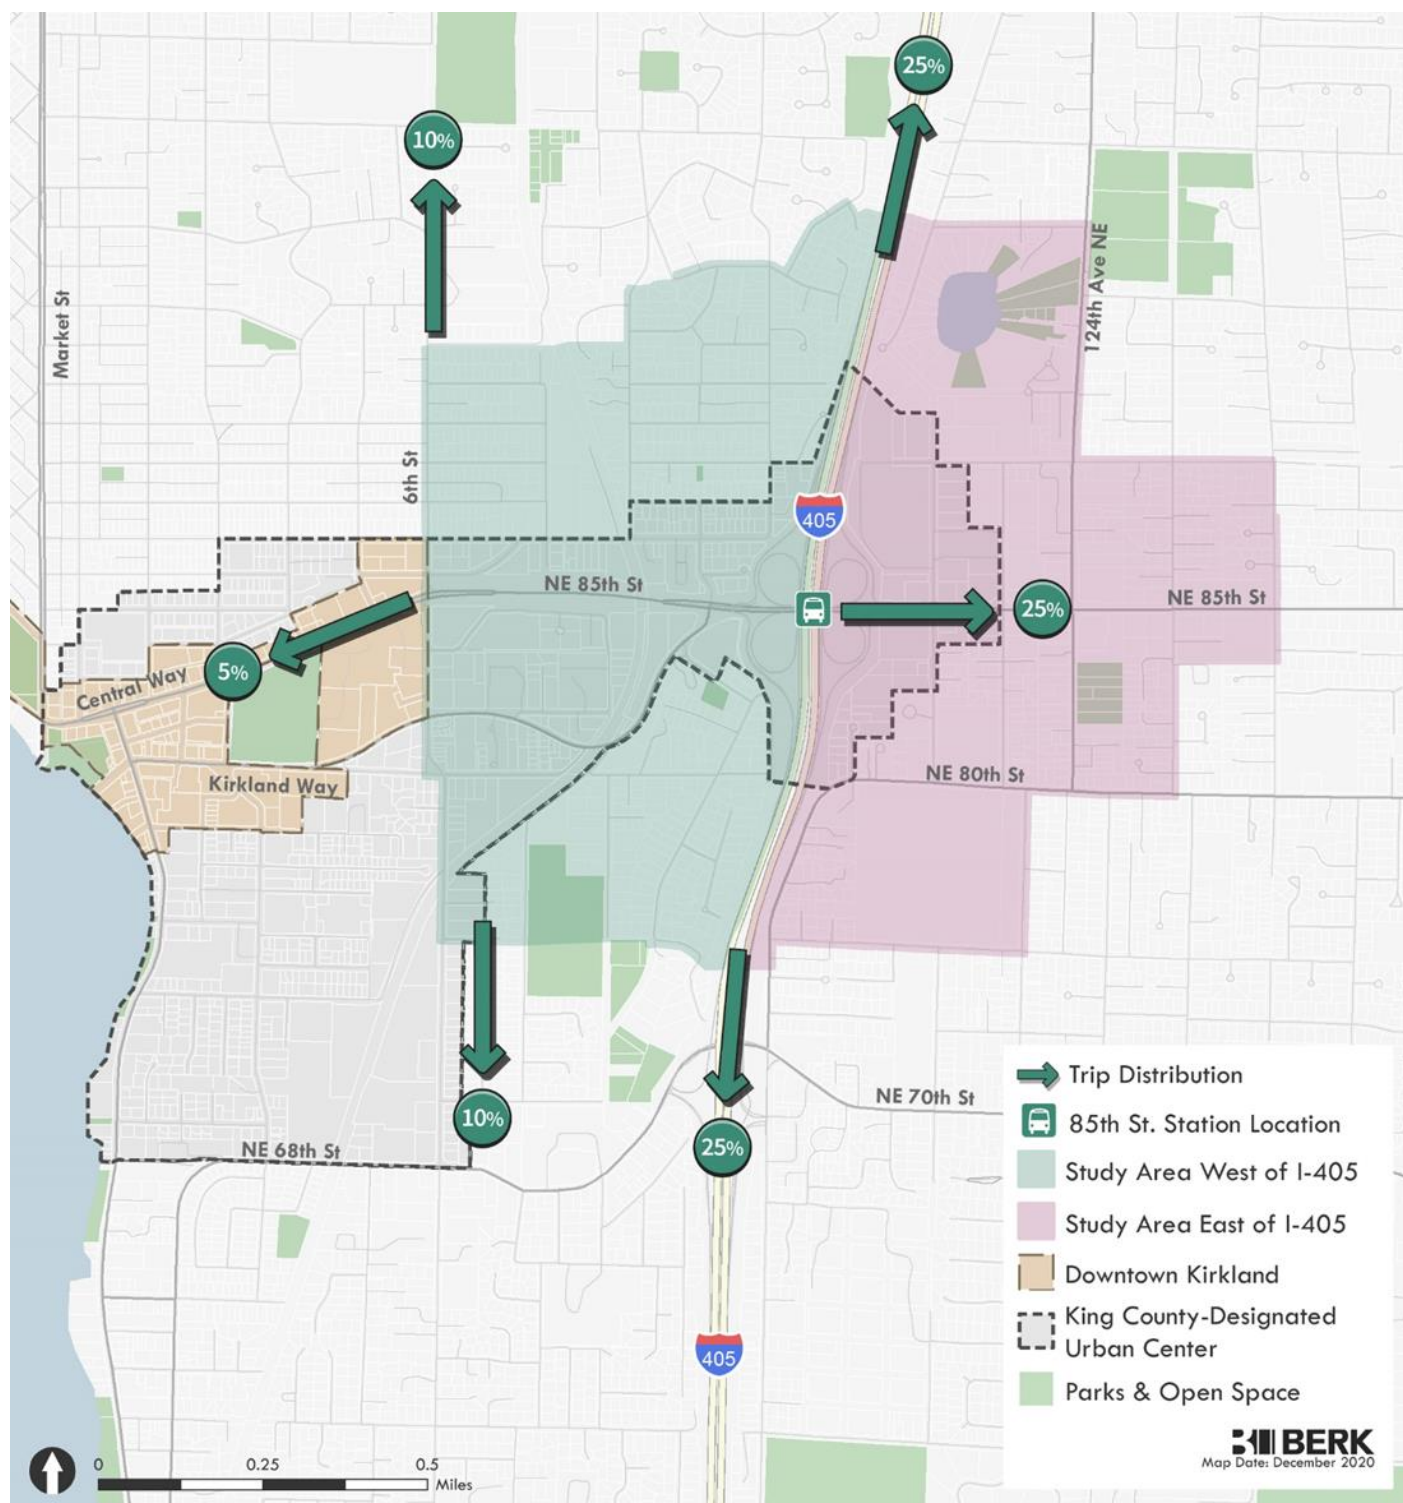 25%
10%
124th Ave NE
Market St
6th St
405
NE 85th St
25%
NE 85th St
5%
Central Way
Kirkland Way
NE 80th St
10%
25%
NE 70th St
NE 68th St
405
Trip Distribution
85th St. Station Location
Study Area West of I-405
Study Area East of I-405
Downtown Kirkland
King County-Designated
Urban Center
Parks & Open Space
BERK
Map Date: December 2020
0 0.25 0.5
Miles